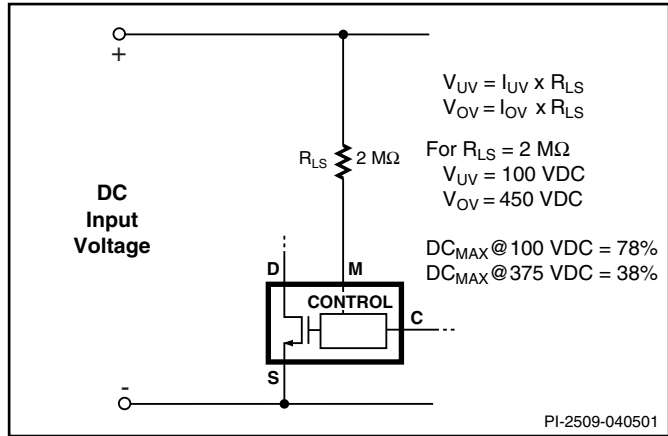 +
V_UV = I_UV x R_LS
V_OV = I_OV x R_LS
R_LS 2 MΩ
For R_LS = 2 MΩ
V_UV = 100 VDC
V_OV = 450 VDC
DC
Input
Voltage
DC_MAX@100 VDC = 78%
DC_MAX@375 VDC = 38%
D
M
CONTROL
C
S
-
PI-2509-040501